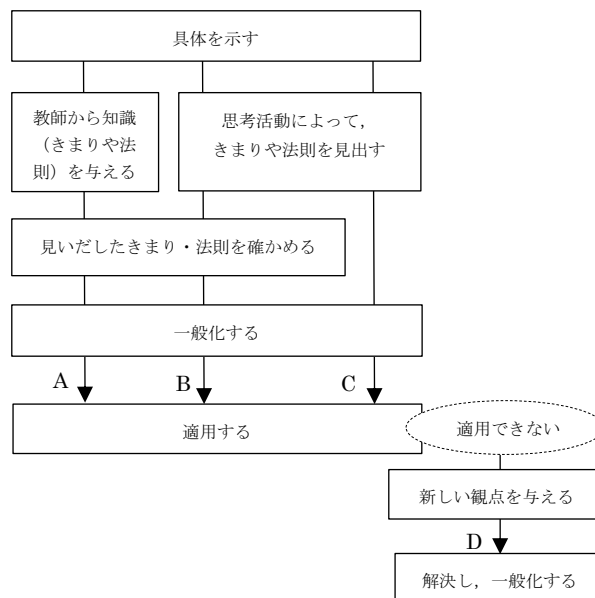 具体を示す
教師から知識
（きまりや法
則）を与える
思考活動によって，
きまりや法則を見出す
見いだしたきまり・法則を確かめる
一般化する
A
B
C
適用する
適用できない
新しい観点を与える
D
解決し，一般化する